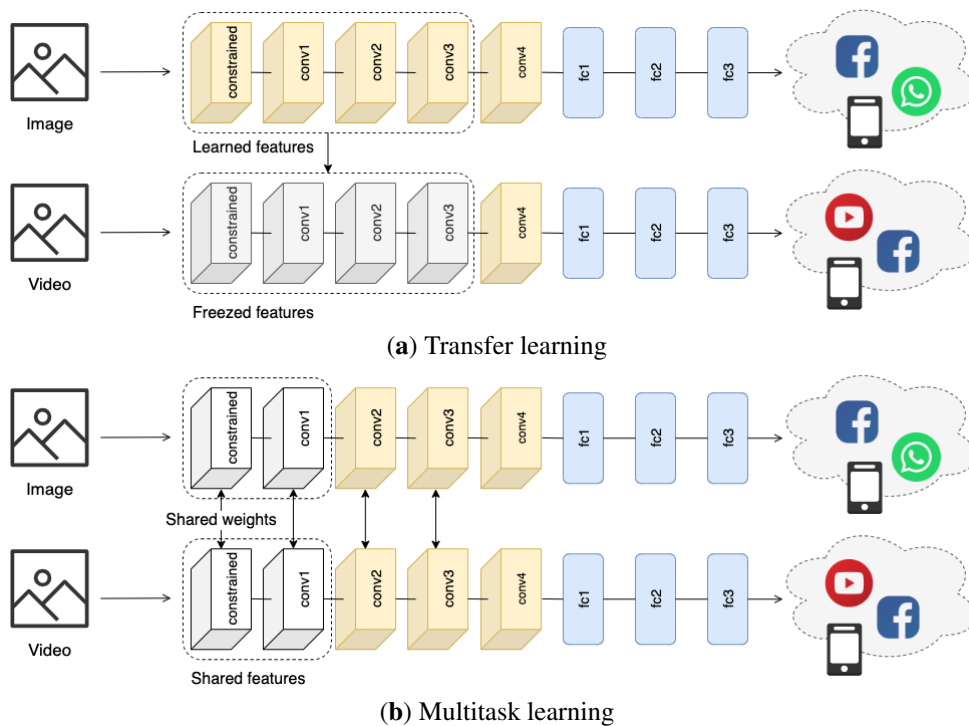 constrained conv1 conv2 conv3 conv4 fc1 fc2 fc3
Image
Learned features
constrained conv1 conv2 conv3 conv4 fc1 fc2 fc3
Video
Freezed features
(a) Transfer learning
constrained conv1 conv2 conv3 conv4 fc1 fc2 fc3
Image
Shared weights
constrained conv1 conv2 conv3 conv4 fc1 fc2 fc3
Video
Shared features
(b) Multitask learning